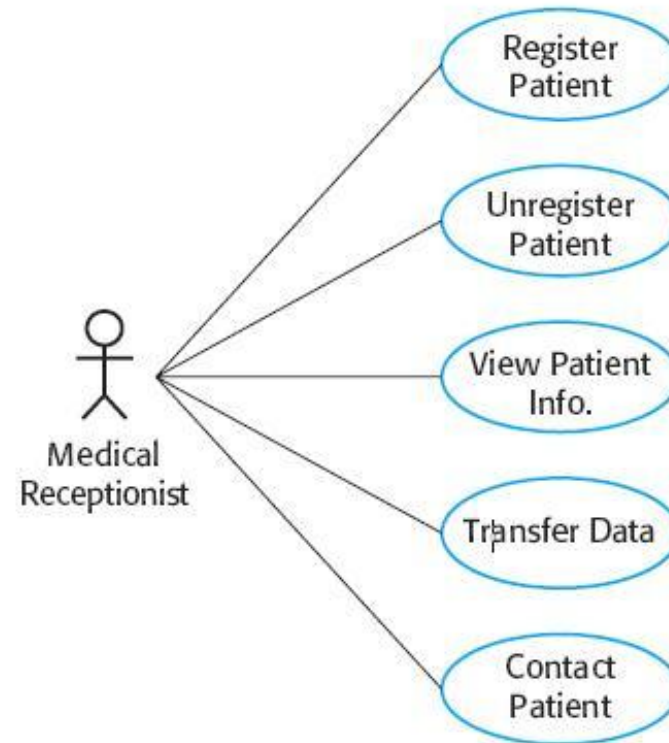 Register
Patient
Unregister
Patient
View Patient
Info.
Medical
Receptionist
Transfer Data
Contact
Patient